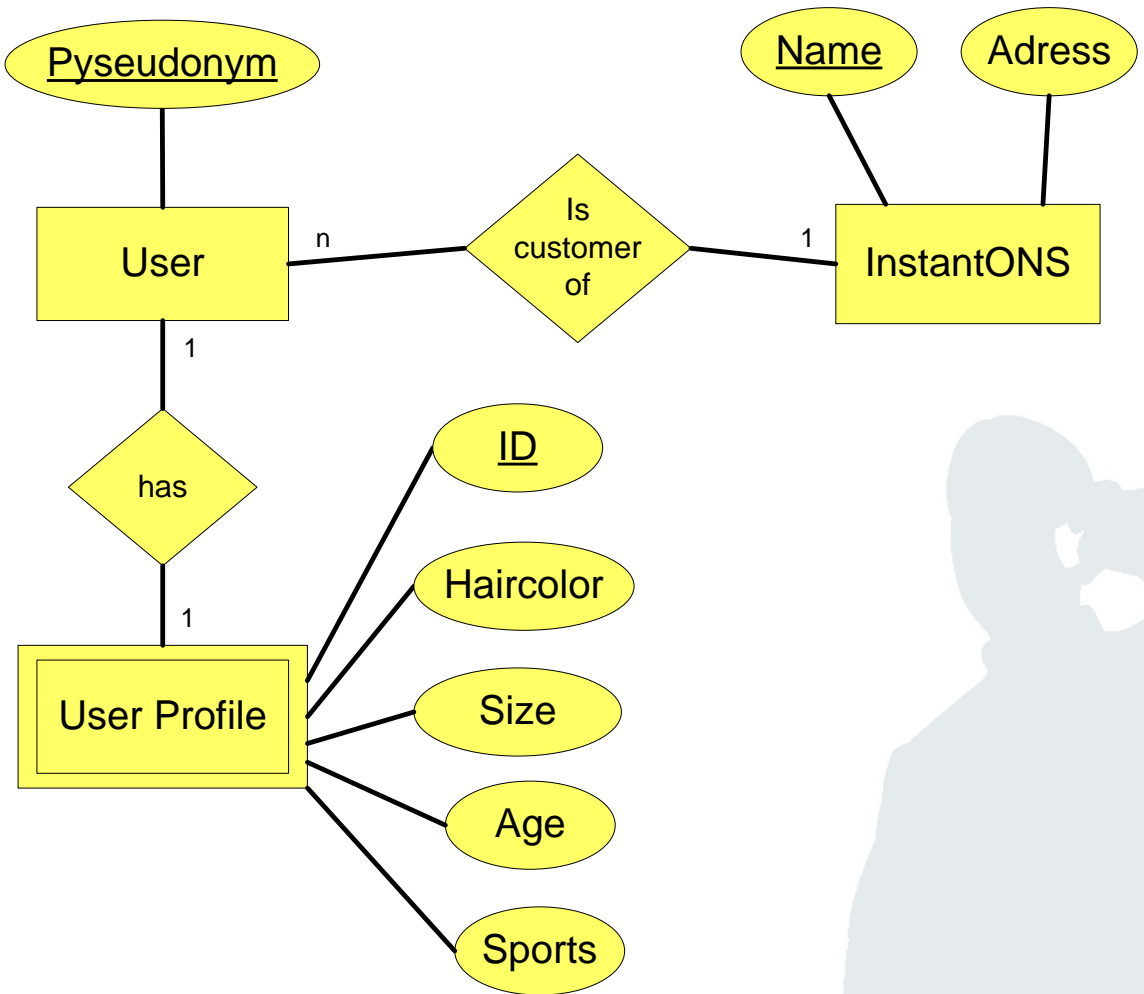 Pyseudonym
Name
Adress
User
n
Is
customer
of
1
InstantONS
1
has
1
User Profile
ID
Haircolor
Size
Age
Sports